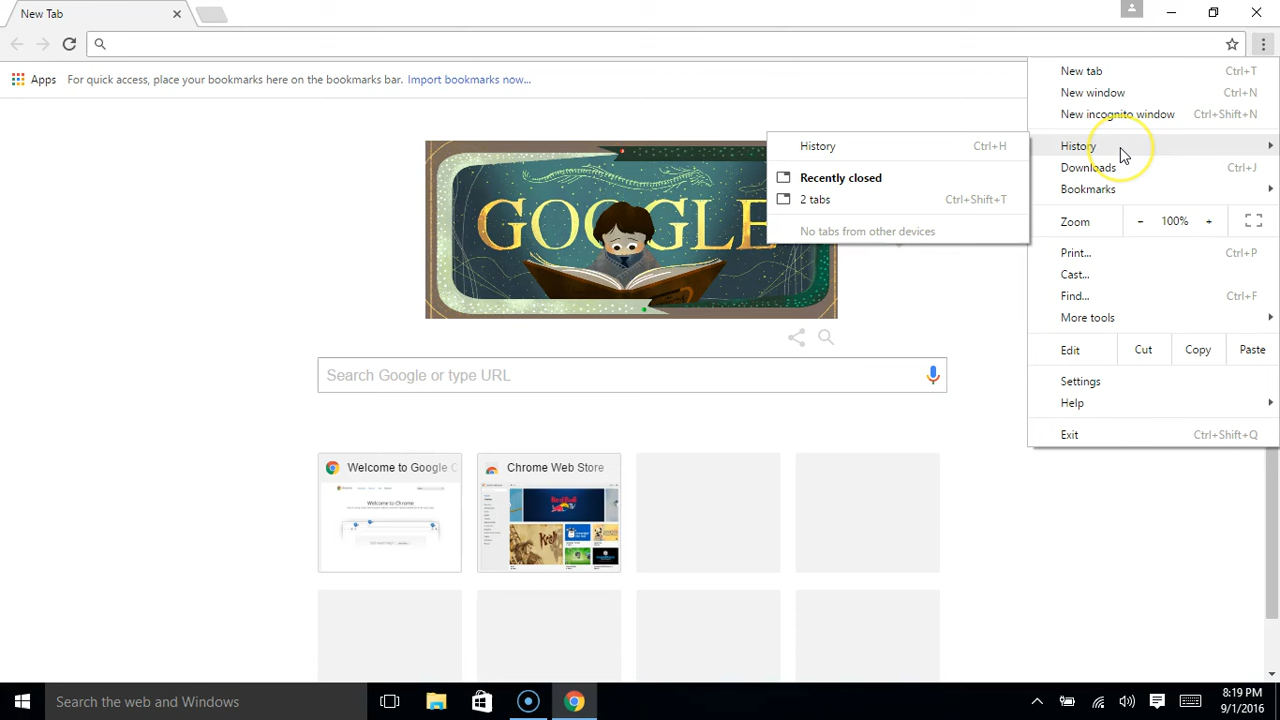 New Tab
Apps For quick access, place your bookmarks here on the bookmarks bar. Import bookmarks now...
New tab Ctrl+T
New window Ctrl+N
New incognito window Ctrl+Shift+N
History
Downloads Ctrl+J
Bookmarks
Zoom - 100% +
Print... Ctrl+P
Cast...
Find... Ctrl+F
More tools
Edit Cut Copy Paste
Settings
Help
Exit Ctrl+Shift+Q
History Ctrl+H
Recently closed
2 tabs Ctrl+Shift+T
No tabs from other devices
GOOGLE
Search Google or type URL
Welcome to Google C
Chrome Web Store
Welcome to Chrome
Search the web and Windows
8:19 PM
9/1/2016